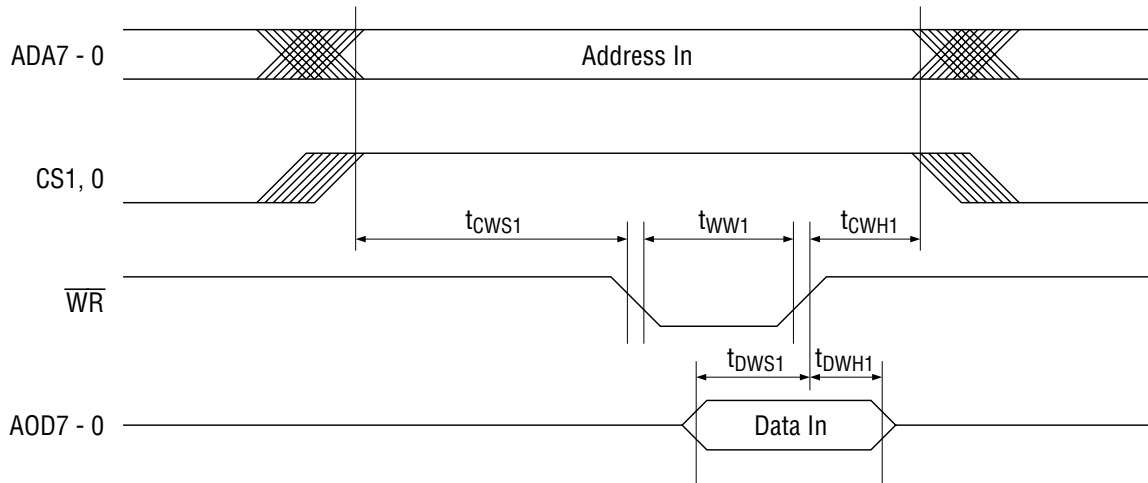 ADA7 - 0
Address In
CS1, 0
tCWS1
tWW1
tCWH1
WR
tDWS1
tDWH1
AOD7 - 0
Data In